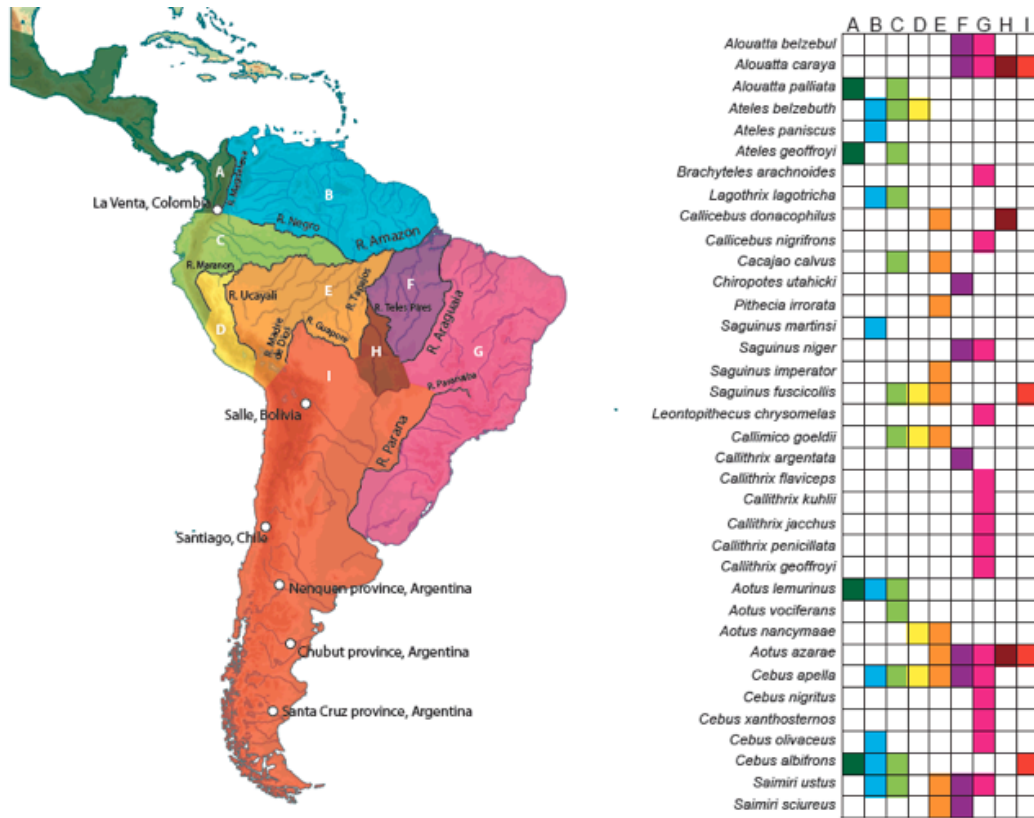 A
R. Magdalena
La Venta, Colombia
B
R. Negro
R. Amazon
C
R. Maranon
R. Ucayali
E
R. Tapajos
F
R. Teles Pires
R. Araguaia
D
R. Madre
de Dios
R. Guapore
H
G
I
R. Paranaiba
Salle, Bolivia
R. Parana
Santiago, Chile
Nenquen province, Argentina
Chubut province, Argentina
Santa Cruz province, Argentina
A B C D E F G H I
Alouatta belzebul
Alouatta caraya
Alouatta palliata
Ateles belzebuth
Ateles paniscus
Ateles geoffroyi
Brachyteles arachnoides
Lagothrix lagotricha
Callicebus donacophilus
Callicebus nigrifrons
Cacajao calvus
Chiropotes utahicki
Pithecia irrorata
Saguinus martinsi
Saguinus niger
Saguinus imperator
Saguinus fuscicollis
Leontopithecus chrysomelas
Callimico goeldii
Callithrix argentata
Callithrix flaviceps
Callithrix kuhlii
Callithrix jacchus
Callithrix penicillata
Callithrix geoffroyi
Aotus lemurinus
Aotus vociferans
Aotus nancymaae
Aotus azarae
Cebus apella
Cebus nigritus
Cebus xanthosternos
Cebus olivaceus
Cebus albifrons
Saimiri ustus
Saimiri sciureus